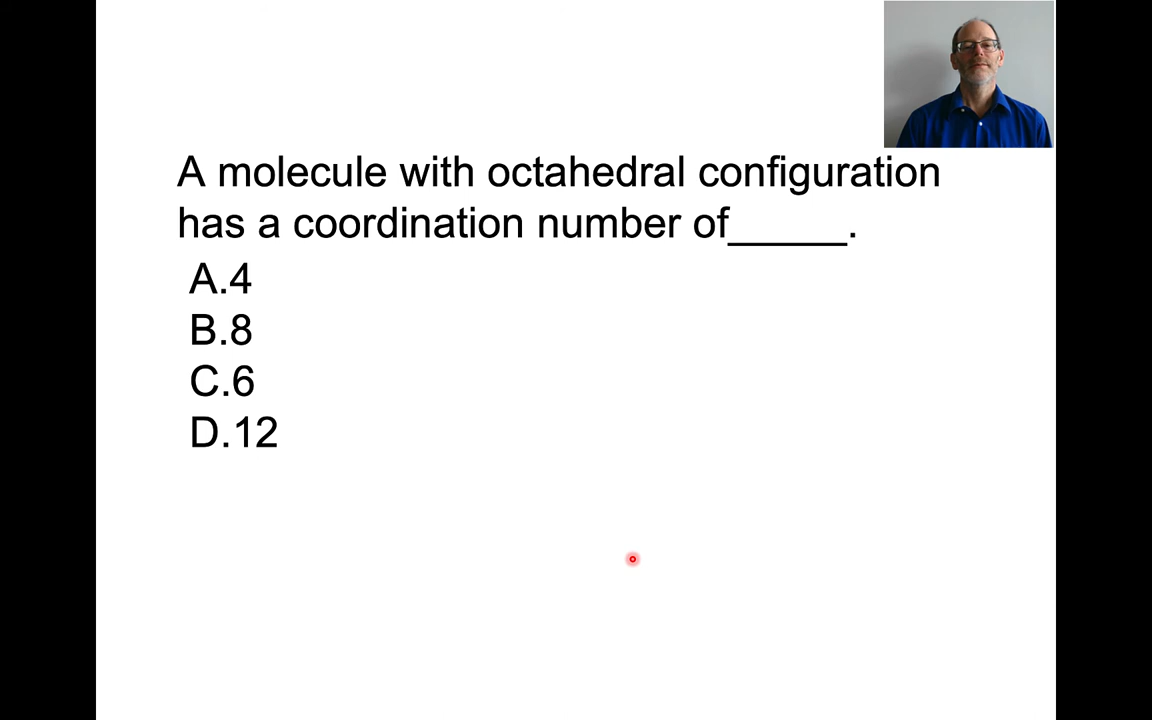 A molecule with octahedral configuration
has a coordination number of_____.
A.4
B.8
C.6
D.12